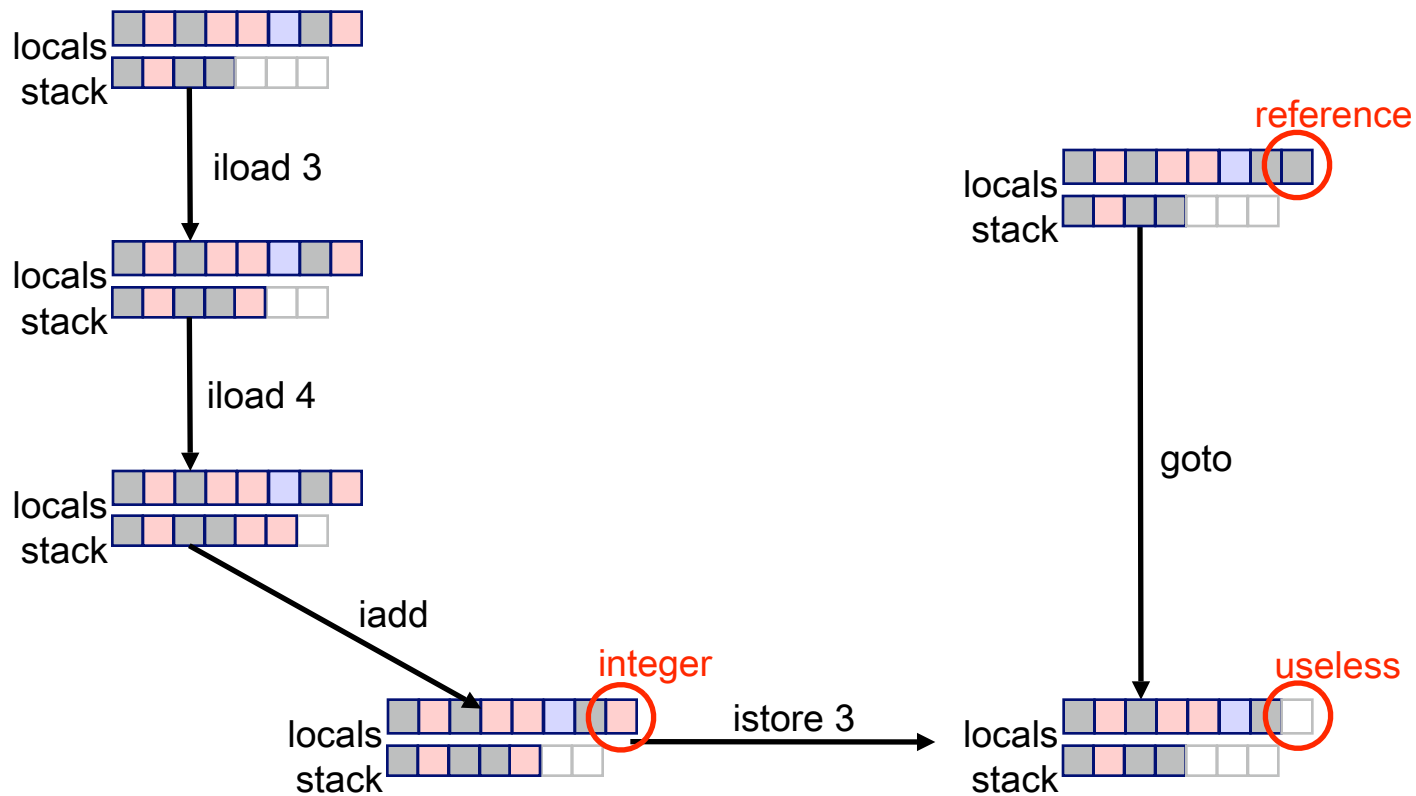 locals
stack
iload 3
locals
stack
iload 4
locals
stack
iadd
integer
locals
stack
istore 3
reference
locals
stack
goto
useless
locals
stack